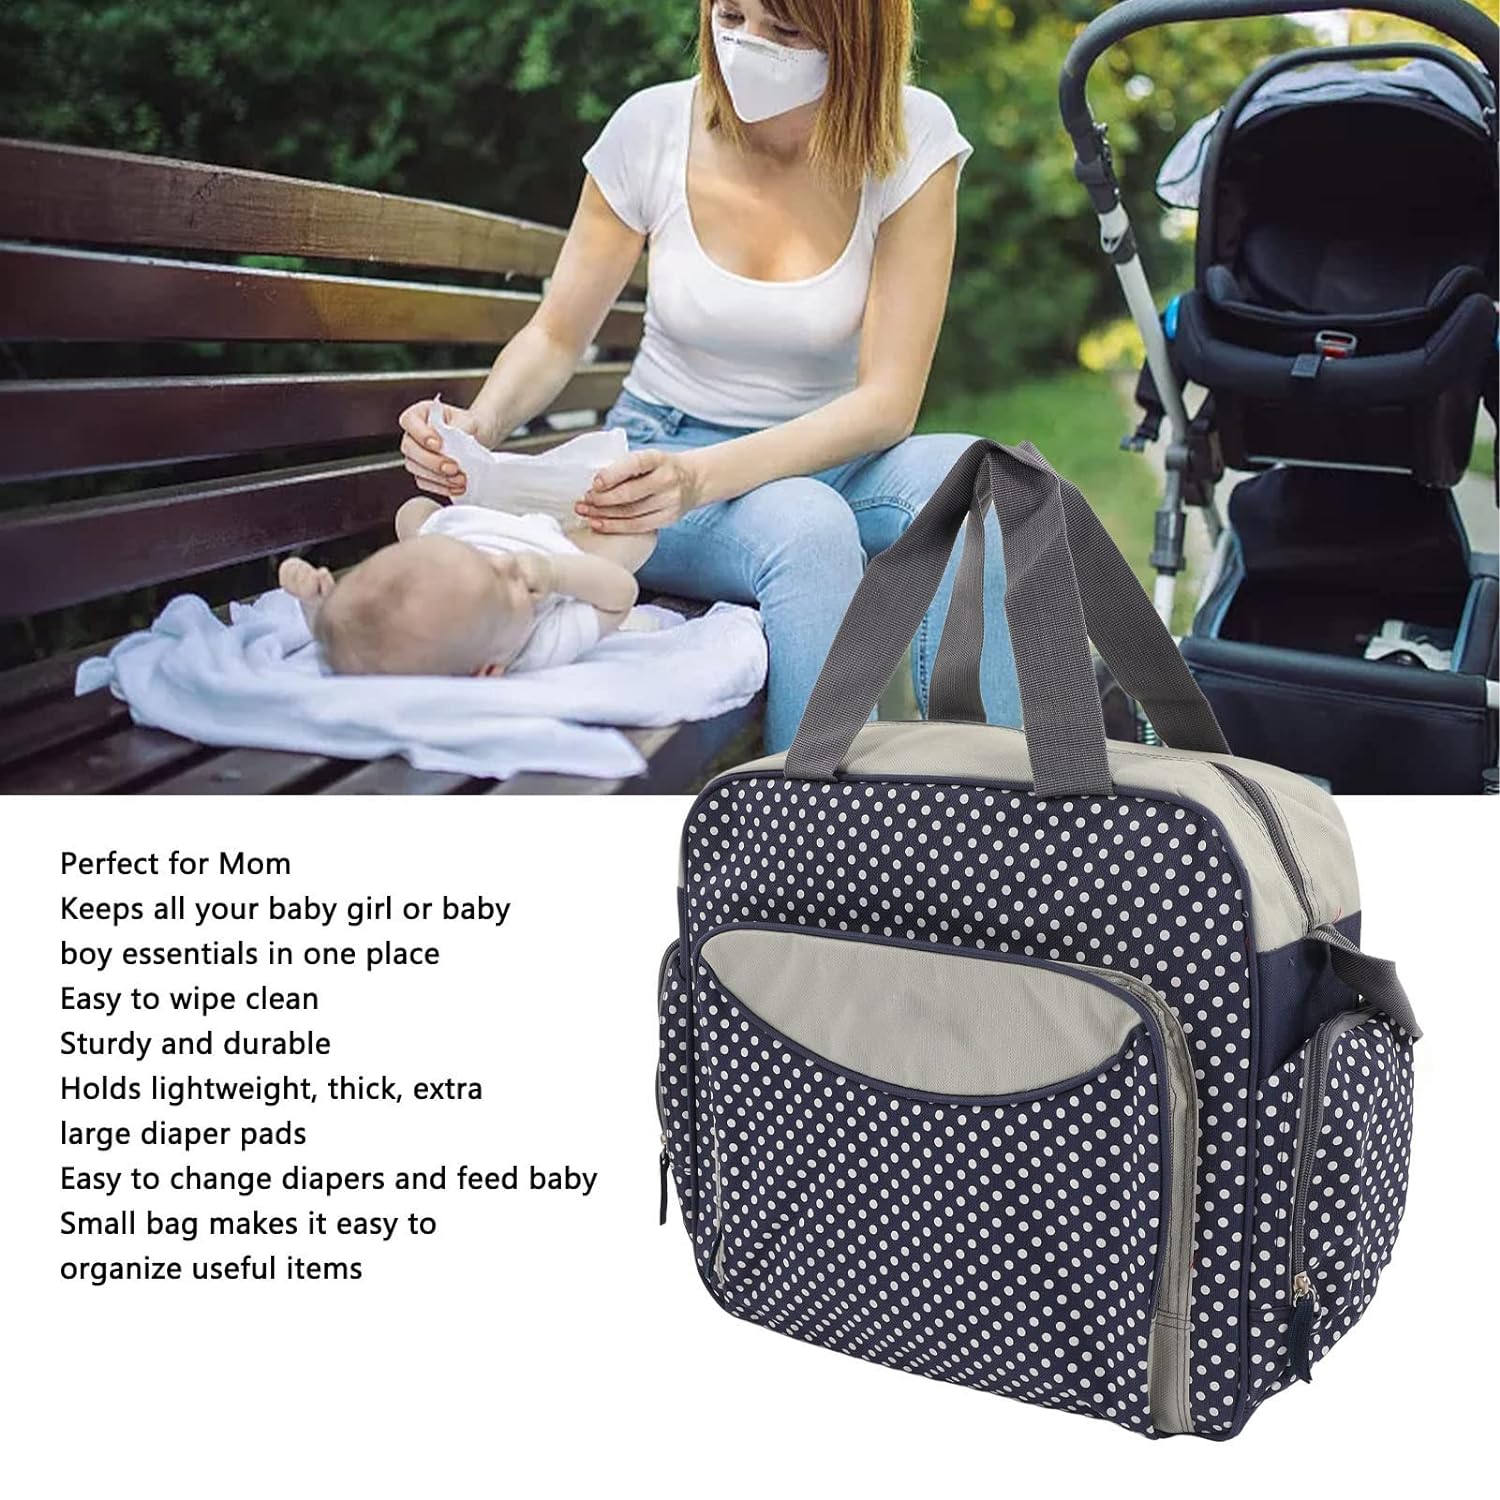 Perfect for Mom
Keeps all your baby girl or baby
boy essentials in one place
Easy to wipe clean
Sturdy and durable
Holds lightweight, thick, extra
large diaper pads
Easy to change diapers and feed baby
Small bag makes it easy to
organize useful items